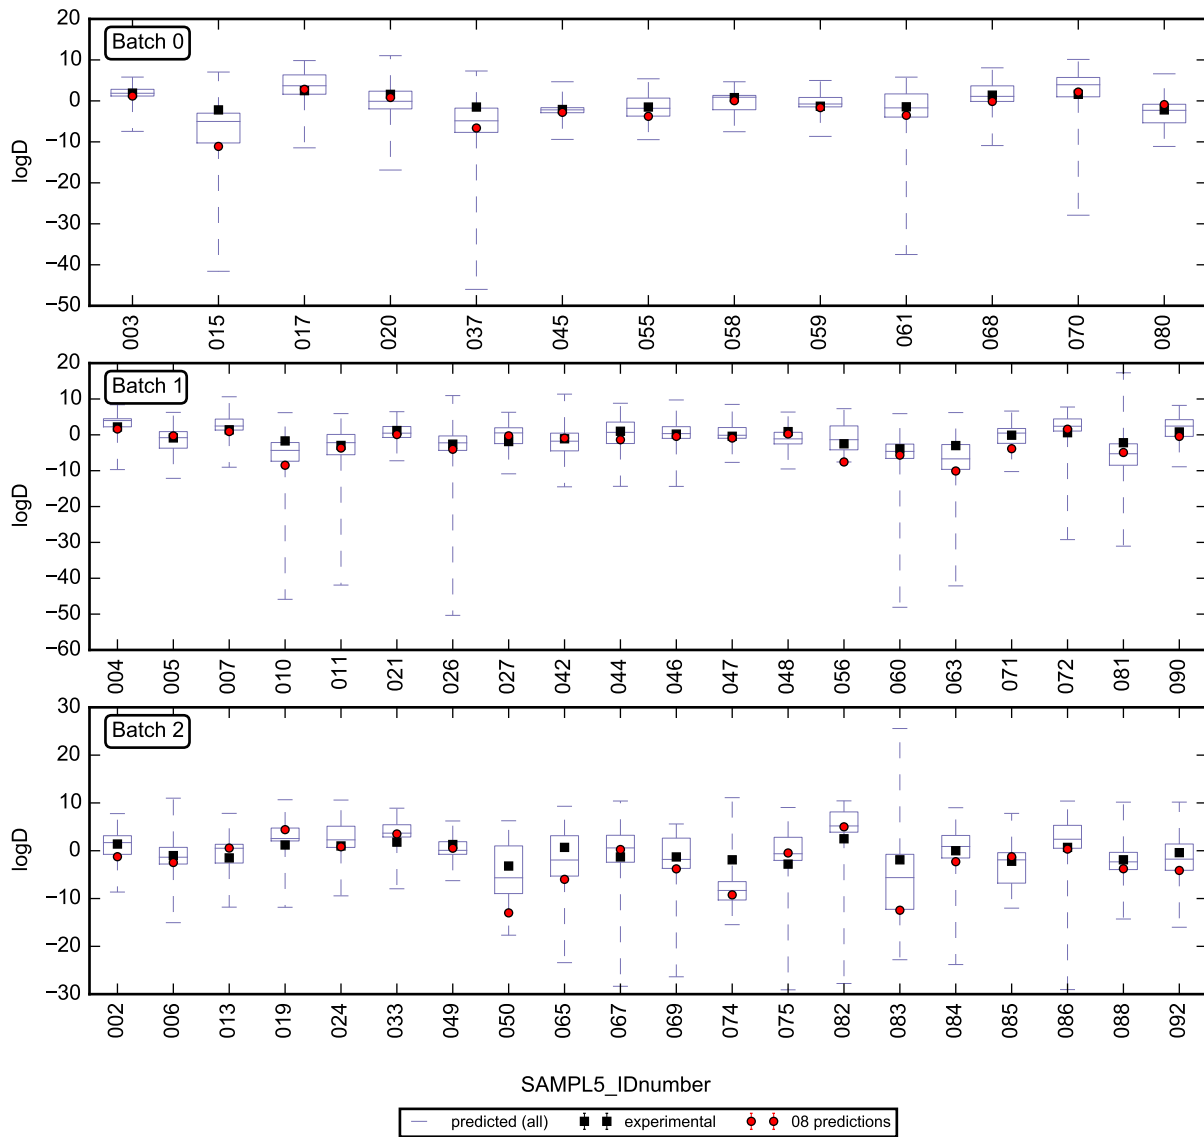 20
10
0
−10
−20
−30
−40
−50
logD
Batch 0
003 015 017 020 037 045 055 058 059 061 068 070 080
20
10
0
−10
−20
−30
−40
−50
−60
logD
Batch 1
004 005 007 010 011 021 026 027 042 044 046 047 048 056 060 063 071 072 081 090
30
20
10
0
−10
−20
−30
logD
Batch 2
002 006 013 019 024 033 049 050 065 067 069 074 075 082 083 084 085 086 088 092
SAMPL5_IDnumber
predicted (all) experimental 08 predictions